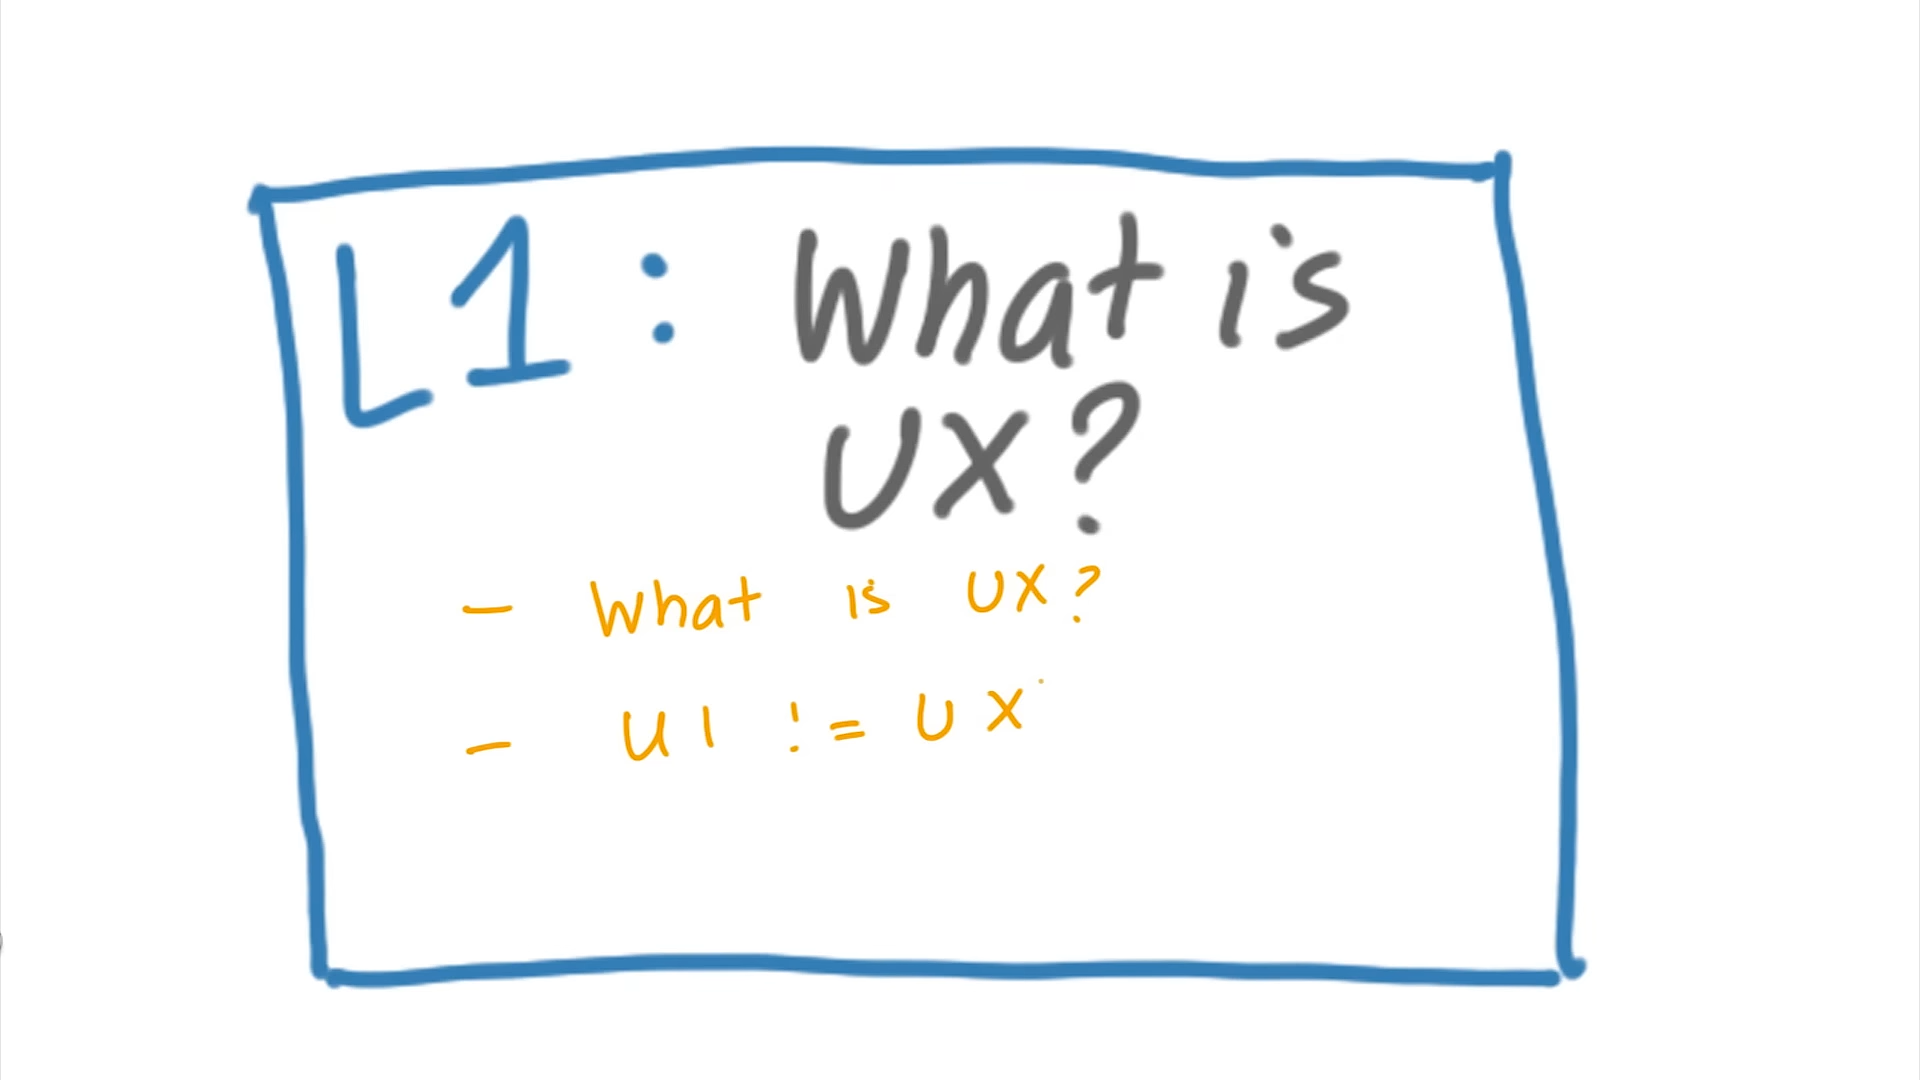 L1: What is
UX?
- What is UX?
- UI != UX